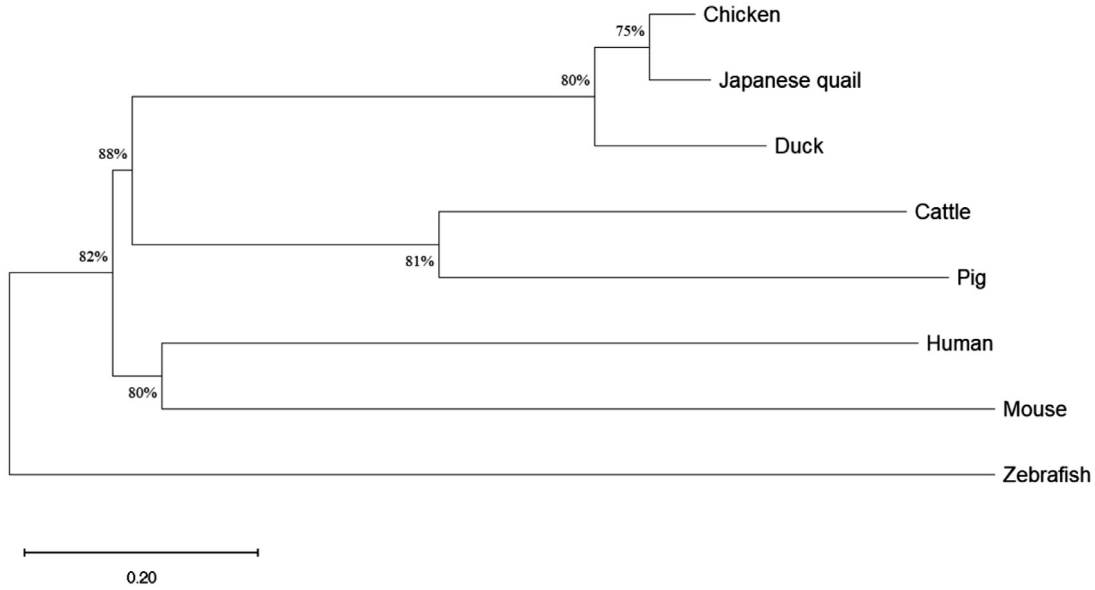 Chicken
75%
Japanese quail
80%
Duck
88%
Cattle
82%
81%
Pig
Human
80%
Mouse
Zebrafish
0.20